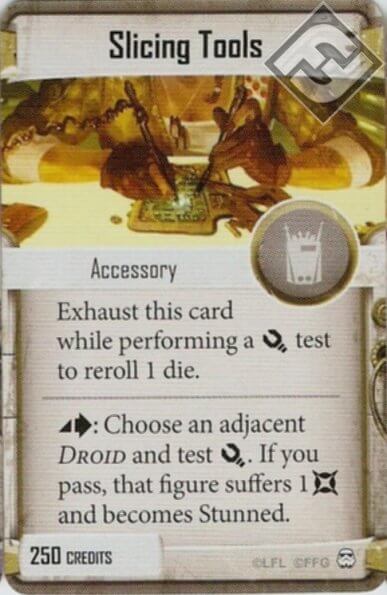 Slicing Tools
Accessory
Exhaust this card
while performing a test
to reroll 1 die.
: Choose an adjacent
DROID and test . If you
pass, that figure suffers 1
and becomes Stunned.
250 CREDITS
©LFL ©FFG